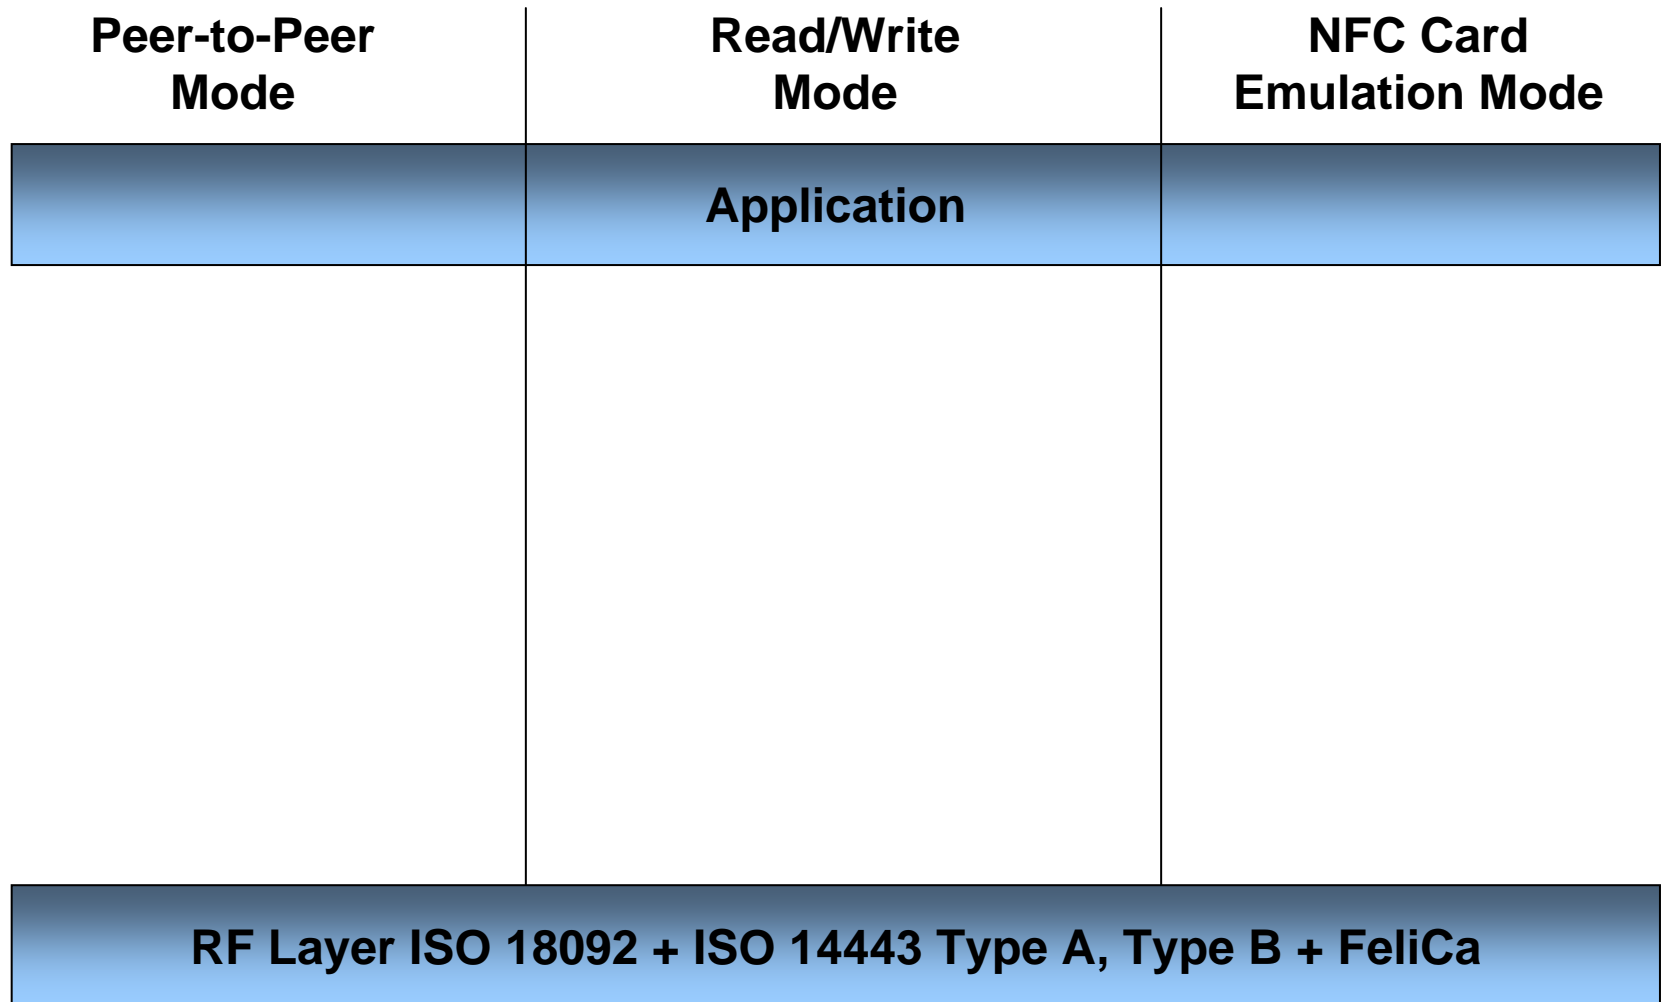 Peer-to-Peer
Mode
Read/Write
Mode
NFC Card
Emulation Mode
Application
RF Layer ISO 18092 + ISO 14443 Type A, Type B + FeliCa